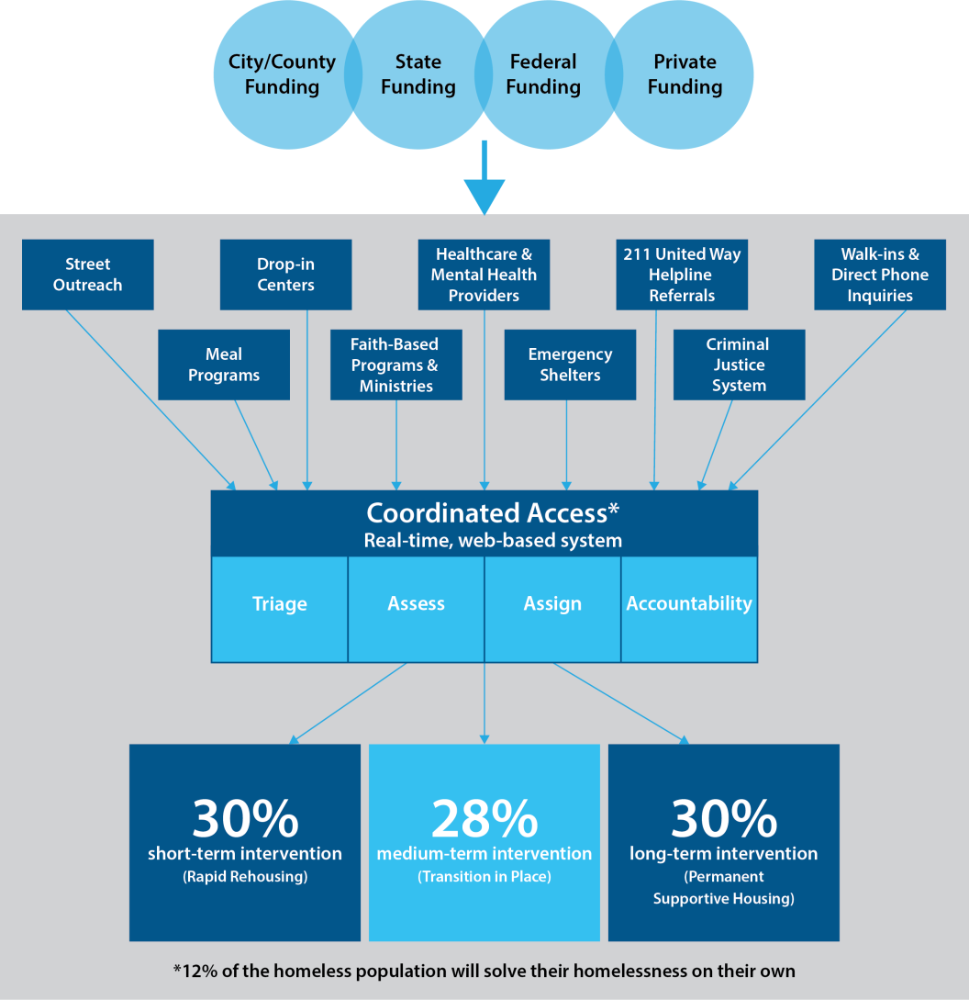 City/County
Funding
State
Funding
Federal
Funding
Private
Funding
Street
Outreach
Drop-in
Centers
Healthcare &
Mental Health
Providers
211 United Way
Helpline
Referrals
Walk-ins &
Direct Phone
Inquiries
Meal
Programs
Faith-Based
Programs &
Ministries
Emergency
Shelters
Criminal
Justice
System
Coordinated Access*
Real-time, web-based system
Triage
Assess
Assign
Accountability
30%
short-term intervention
(Rapid Rehousing)
28%
medium-term intervention
(Transition in Place)
30%
long-term intervention
(Permanent
Supportive Housing)
*12% of the homeless population will solve their homelessness on their own